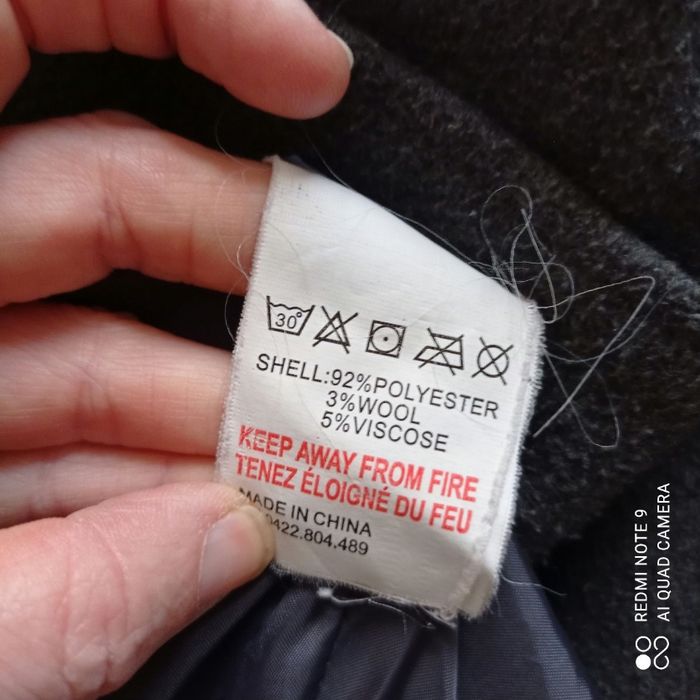 30°
SHELL:92%POLYESTER
3%WOOL
5%VISCOSE
KEEP AWAY FROM FIRE
TENEZ ÉLOIGNÉ DU FEU
MADE IN CHINA
0422.804.489
REDMI NOTE 9
AI QUAD CAMERA